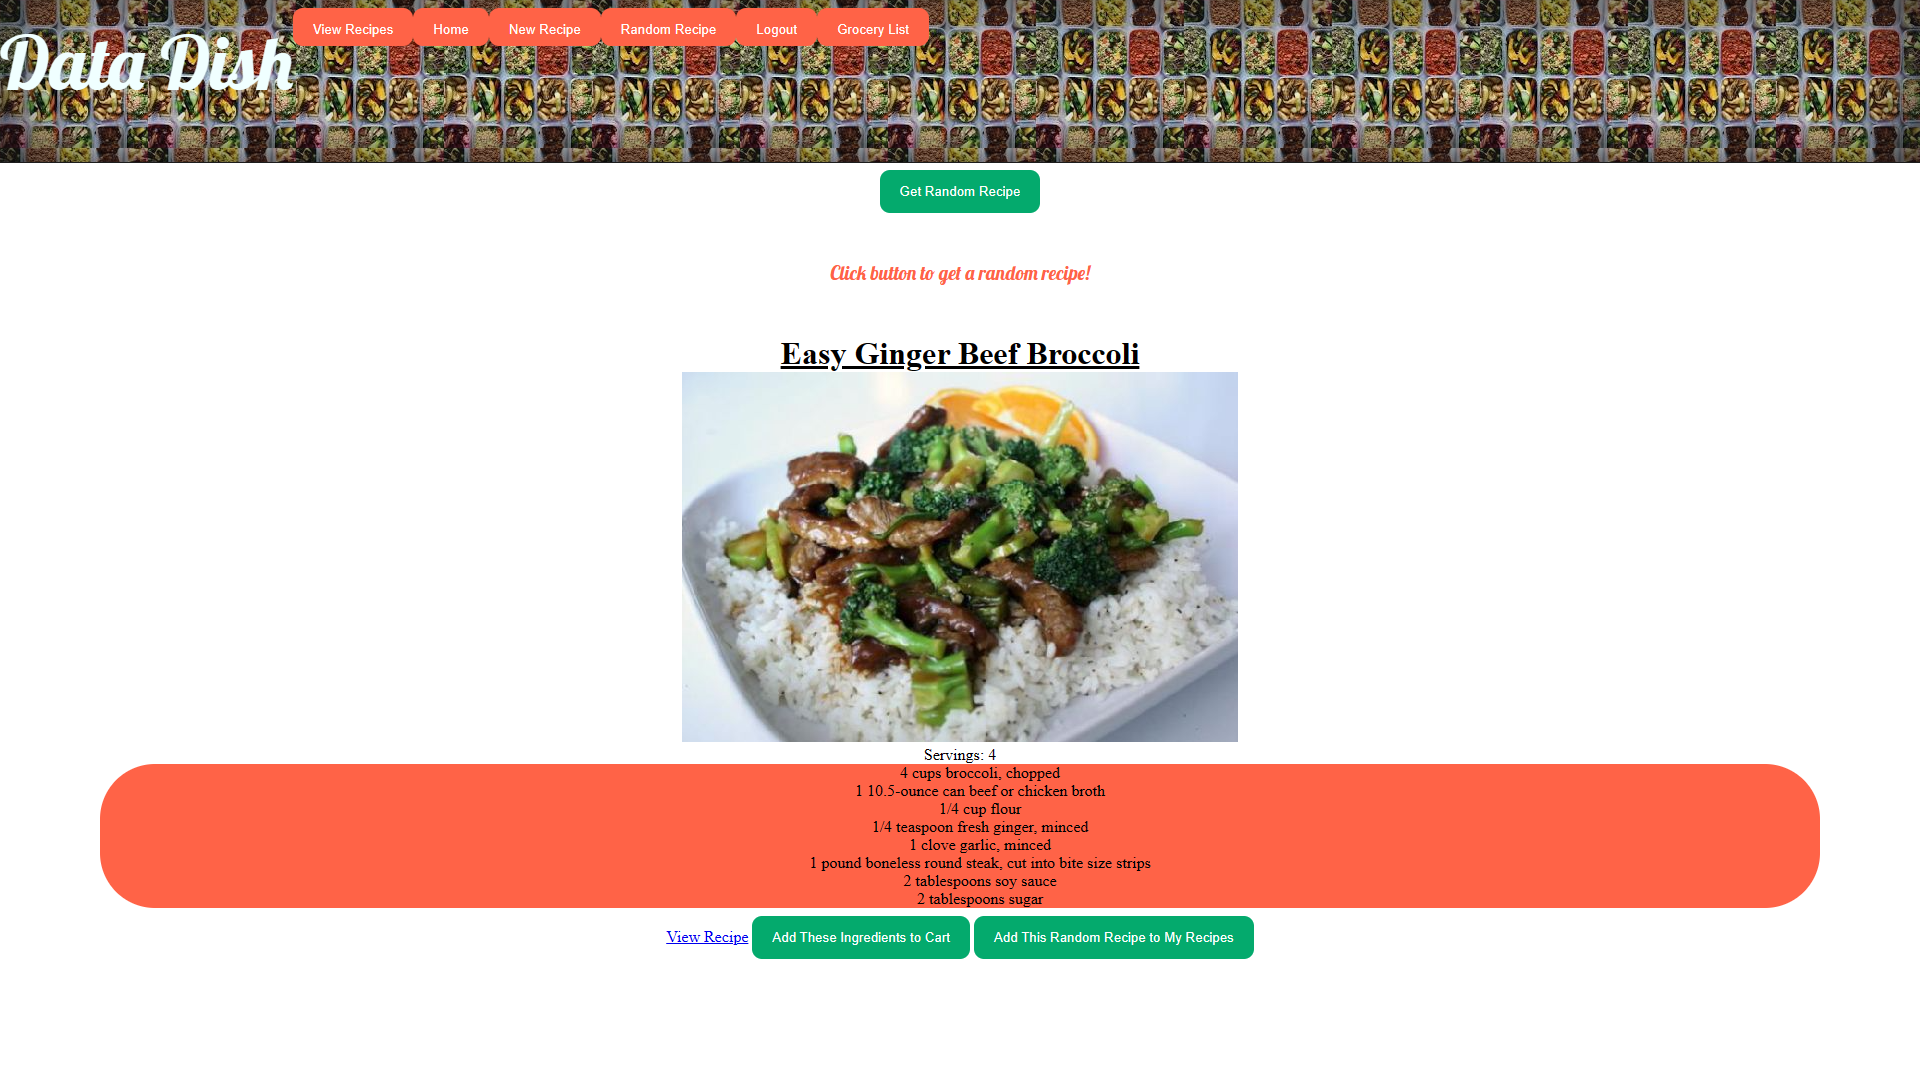 Data Dish
View Recipes Home New Recipe Random Recipe Logout Grocery List
Get Random Recipe
Click button to get a random recipe!
Easy Ginger Beef Broccoli
Servings: 4
4 cups broccoli, chopped
1 10.5-ounce can beef or chicken broth
1/4 cup flour
1/4 teaspoon fresh ginger, minced
1 clove garlic, minced
1 pound boneless round steak, cut into bite size strips
2 tablespoons soy sauce
2 tablespoons sugar
View Recipe Add These Ingredients to Cart Add This Random Recipe to My Recipes